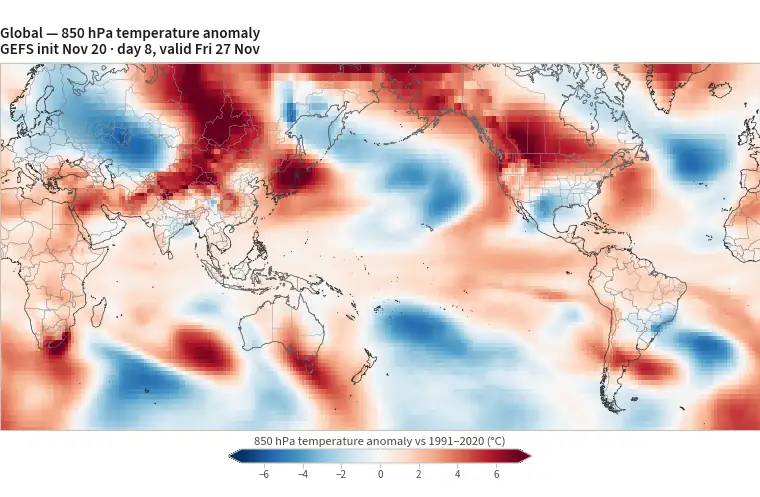 Global — 850 hPa temperature anomaly
GEFS init Nov 20 · day 8, valid Fri 27 Nov
850 hPa temperature anomaly vs 1991–2020 (°C)
−6 −4 −2 0 2 4 6